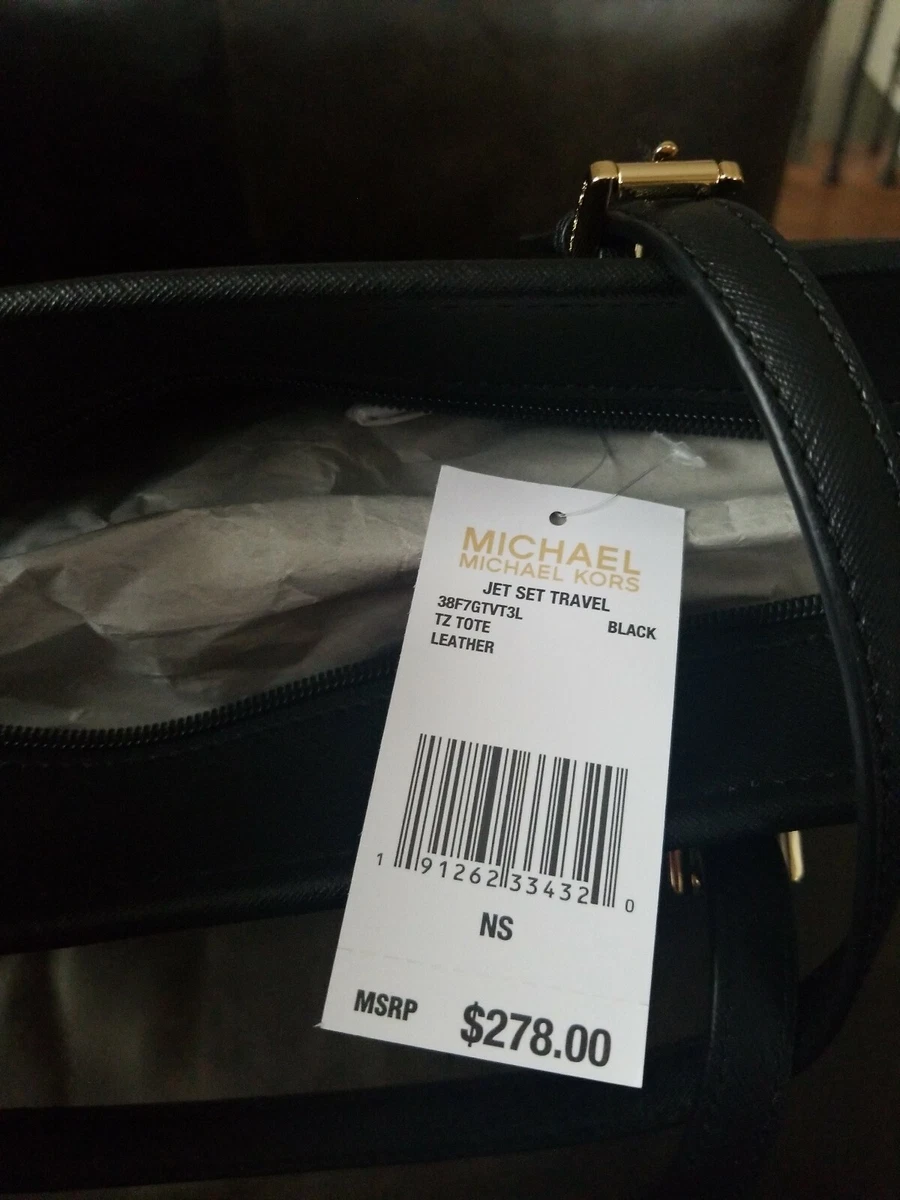 MICHAEL
MICHAEL KORS
JET SET TRAVEL
38F7GTVT3L
TZ TOTE BLACK
LEATHER
1 91262 33432 0
NS
MSRP $278.00